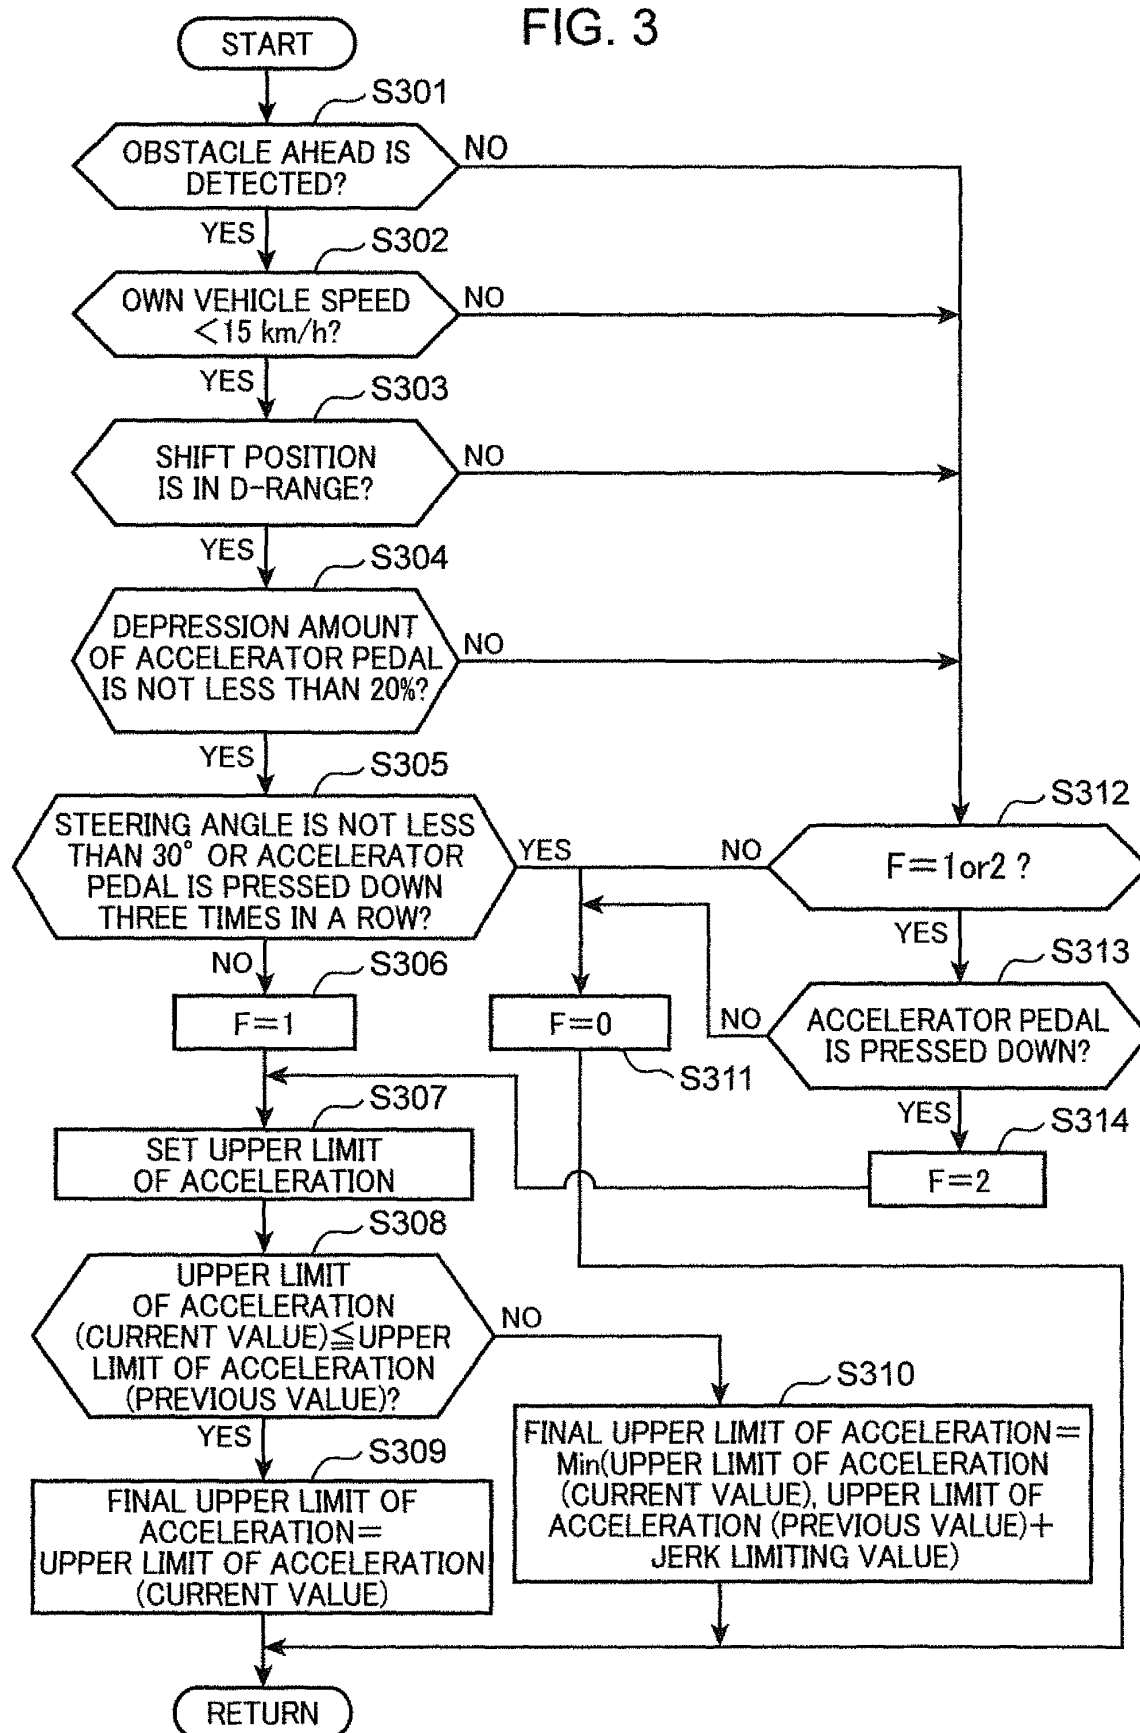 FIG. 3
START
S301
OBSTACLE AHEAD IS
DETECTED?
NO
YES
S302
OWN VEHICLE SPEED
<15 km/h?
NO
YES
S303
SHIFT POSITION
IS IN D-RANGE?
NO
YES
S304
DEPRESSION AMOUNT
OF ACCELERATOR PEDAL
IS NOT LESS THAN 20%?
NO
YES
S305
STEERING ANGLE IS NOT LESS
THAN 30° OR ACCELERATOR
PEDAL IS PRESSED DOWN
THREE TIMES IN A ROW?
YES
NO
S312
F=1or2 ?
NO
YES
S306
F=1
S311
F=0
S313
ACCELERATOR PEDAL
IS PRESSED DOWN?
NO
YES
S314
F=2
S307
SET UPPER LIMIT
OF ACCELERATION
S308
UPPER LIMIT
OF ACCELERATION
(CURRENT VALUE)≦UPPER
LIMIT OF ACCELERATION
(PREVIOUS VALUE)?
NO
YES
S309
FINAL UPPER LIMIT OF
ACCELERATION=
UPPER LIMIT OF ACCELERATION
(CURRENT VALUE)
S310
FINAL UPPER LIMIT OF ACCELERATION=
Min(UPPER LIMIT OF ACCELERATION
(CURRENT VALUE), UPPER LIMIT OF
ACCELERATION (PREVIOUS VALUE)+
JERK LIMITING VALUE)
RETURN